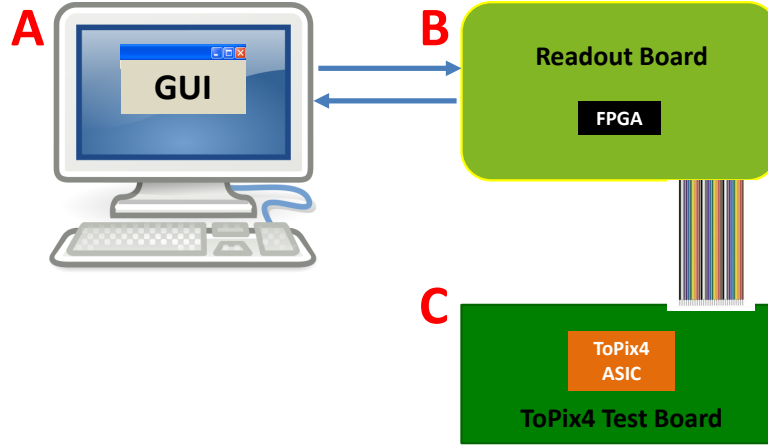 A
GUI
B
Readout Board
FPGA
C
ToPix4
ASIC
ToPix4 Test Board